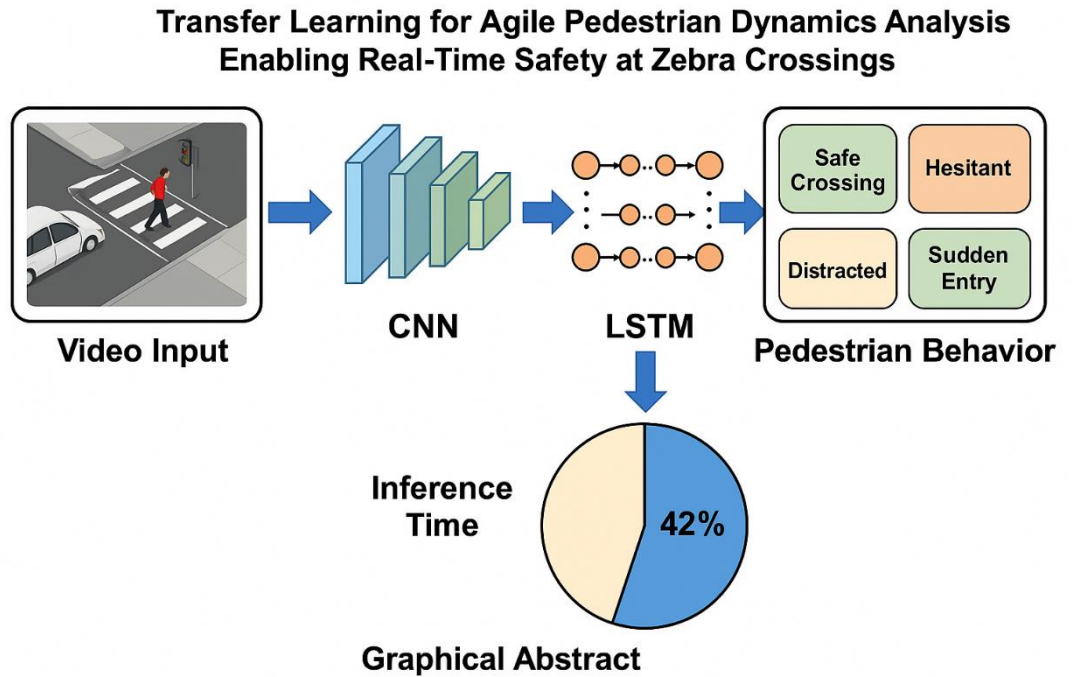 Transfer Learning for Agile Pedestrian Dynamics Analysis
Enabling Real-Time Safety at Zebra Crossings
Safe
Crossing
Hesitant
Distracted
Sudden
Entry
Video Input
CNN
LSTM
Pedestrian Behavior
Inference
Time
42%
Graphical Abstract